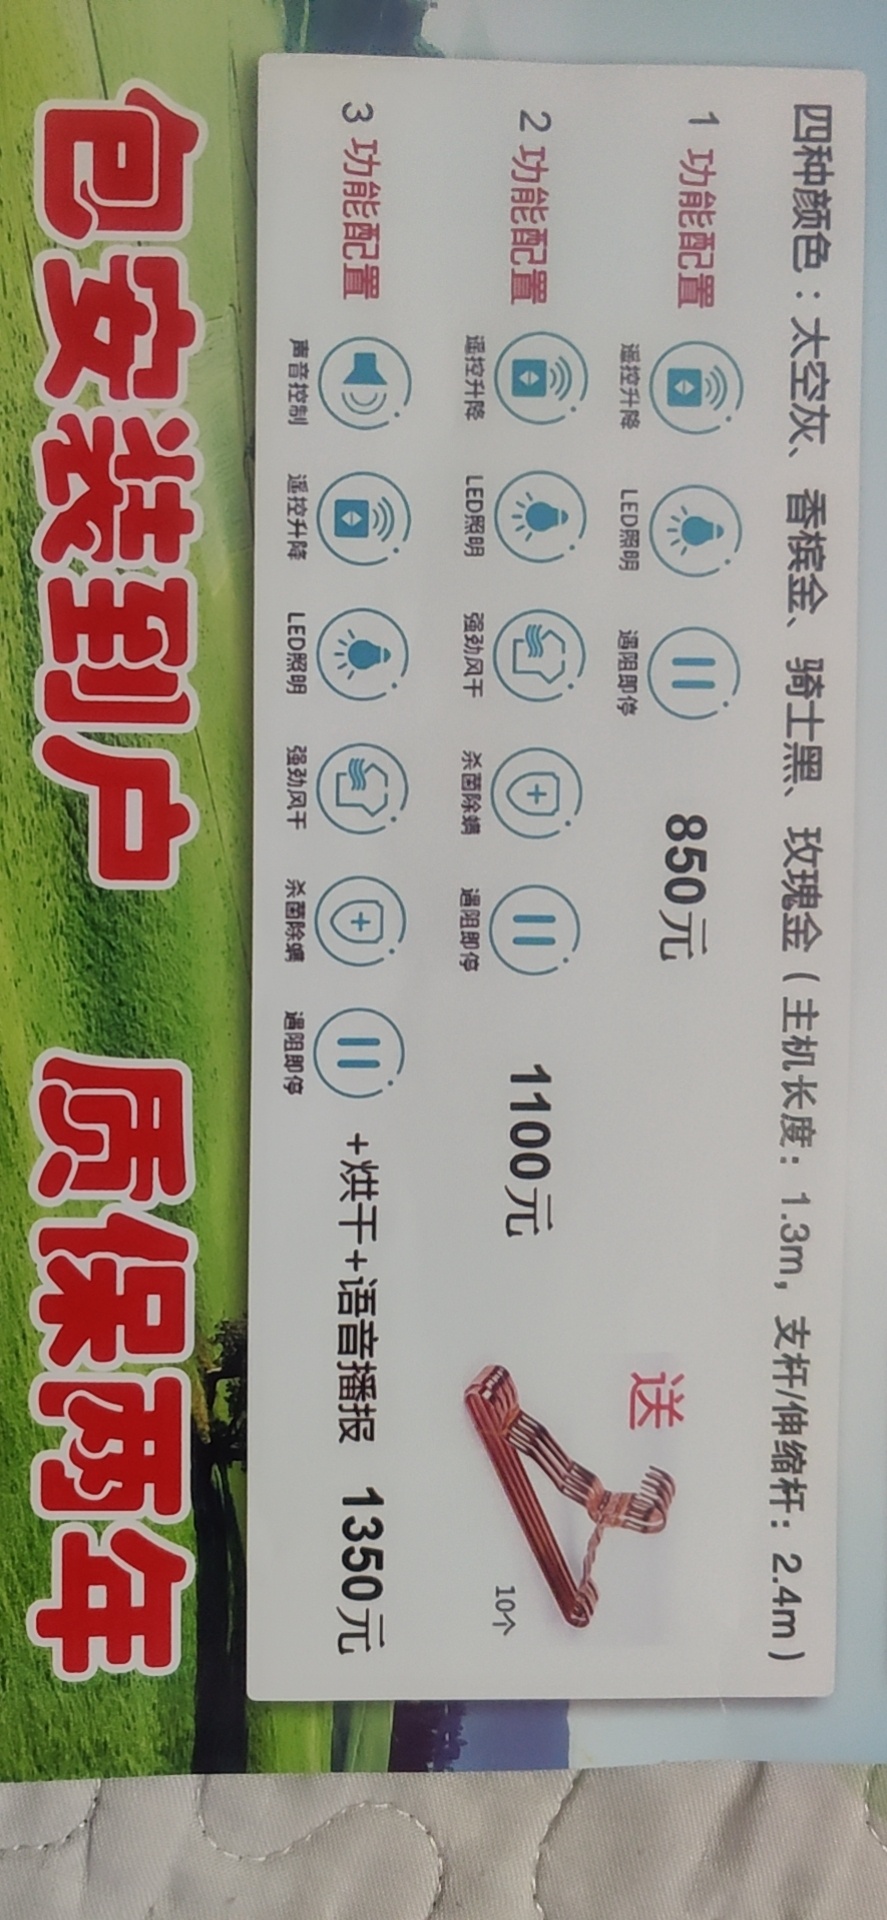 四种颜色：太空灰、香槟金、骑士黑、玫瑰金（主机长度：1.3m，支杆/伸缩杆：2.4m）
1 功能配置 遥控升降 LED照明 遇阻即停 850元
2 功能配置 遥控升降 LED照明 强劲风干 杀菌除螨 遇阻即停 1100元
送
10个
3 功能配置 声音控制 遥控升降 LED照明 强劲风干 杀菌除螨 遇阻即停 +烘干+语音播报 1350元
包安装到户 质保两年